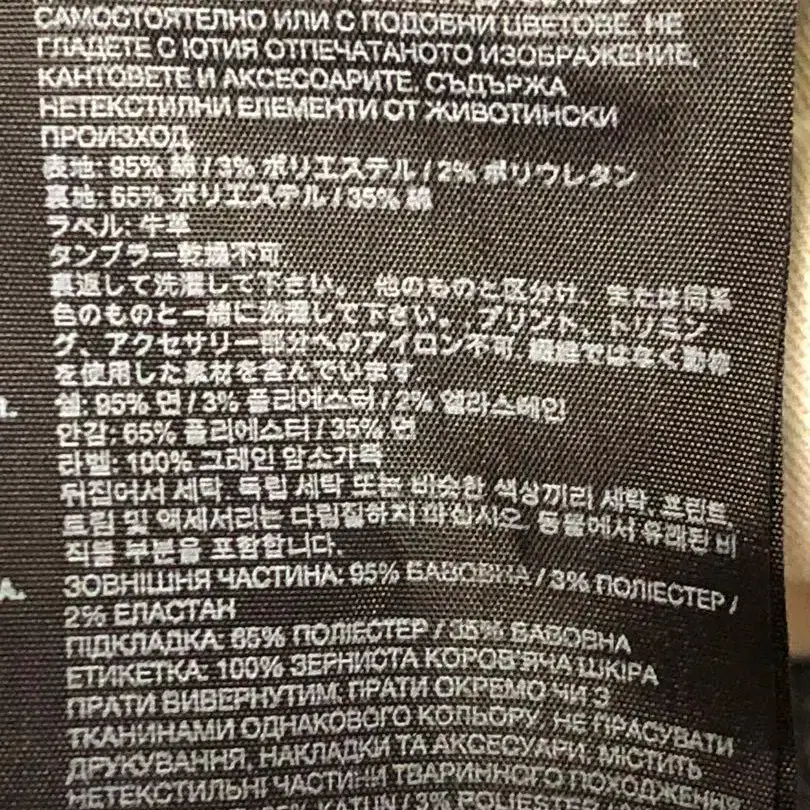 САМОСТОЯТЕЛНО ИЛИ С ПОДОБНИ ЦВЕТОВЕ. НЕ
ГЛАДЕТЕ С ЮТИЯ ОТПЕЧАТАНОТО ИЗОБРАЖЕНИЕ,
КАНТОВЕТЕ И АКСЕСОАРИТЕ. СЪДЪРЖА
НЕТЕКСТИЛНИ ЕЛЕМЕНТИ ОТ ЖИВОТИНСКИ
ПРОИЗХОД.
表地: 95% 綿 / 3% ポリエステル / 2% ポリウレタン
裏地: 65% ポリエステル / 35% 綿
ラベル: 牛革
タンブラー乾燥不可
裏返して洗濯して下さい。 他のものと区分け、または同系
色のものと一緒に洗濯して下さい。 プリント、トリミン
グ、アクセサリー部分へのアイロン不可. 繊維ではなく動物
を使用した素材を含んでいます
쉘: 95% 면 / 3% 폴리에스터 / 2% 엘라스테인
안감: 65% 폴리에스터 / 35% 면
라벨: 100% 그레인 암소가죽
뒤집어서 세탁. 독립 세탁 또는 비슷한 색상끼리 세탁. 프린트,
트림 및 액세서리는 다림질하지 마십시오. 동물에서 유래된 비
직물 부분을 포함합니다.
ЗОВНІШНЯ ЧАСТИНА: 95% БАВОВНА / 3% ПОЛІЕСТЕР /
2% ЕЛАСТАН
ПІДКЛАДКА: 65% ПОЛІЕСТЕР / 35% БАВОВНА
ЕТИКЕТКА: 100% ЗЕРНИСТА КОРОВ'ЯЧА ШКІРА
ПРАТИ ВИВЕРНУТИМ; ПРАТИ ОКРЕМО ЧИ З
ТКАНИНАМИ ОДНАКОВОГО КОЛЬОРУ, НЕ ПРАСУВАТИ
ДРУКУВАННЯ, НАКЛАДКИ ТА АКСЕСУАРИ; МІСТИТЬ
НЕТЕКСТИЛЬНІ ЧАСТИНИ ТВАРИННОГО ПОХОДЖЕННЯ
KATUN / 3% POLIESTER